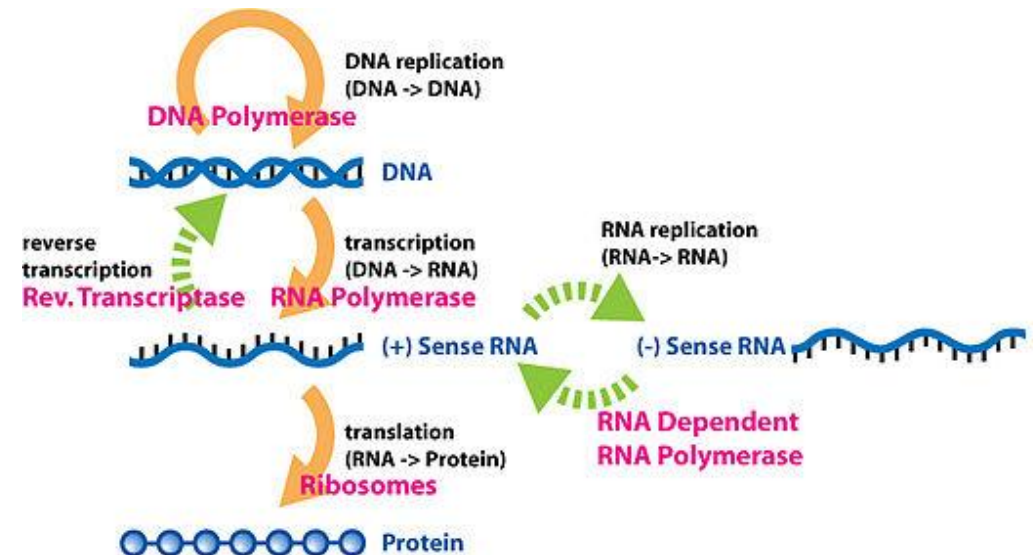 DNA replication
(DNA -> DNA)
DNA Polymerase
DNA
reverse
transcription
Rev. Transcriptase
transcription
(DNA -> RNA)
RNA Polymerase
RNA replication
(RNA-> RNA)
(+) Sense RNA
(-) Sense RNA
RNA Dependent
RNA Polymerase
translation
(RNA -> Protein)
Ribosomes
Protein